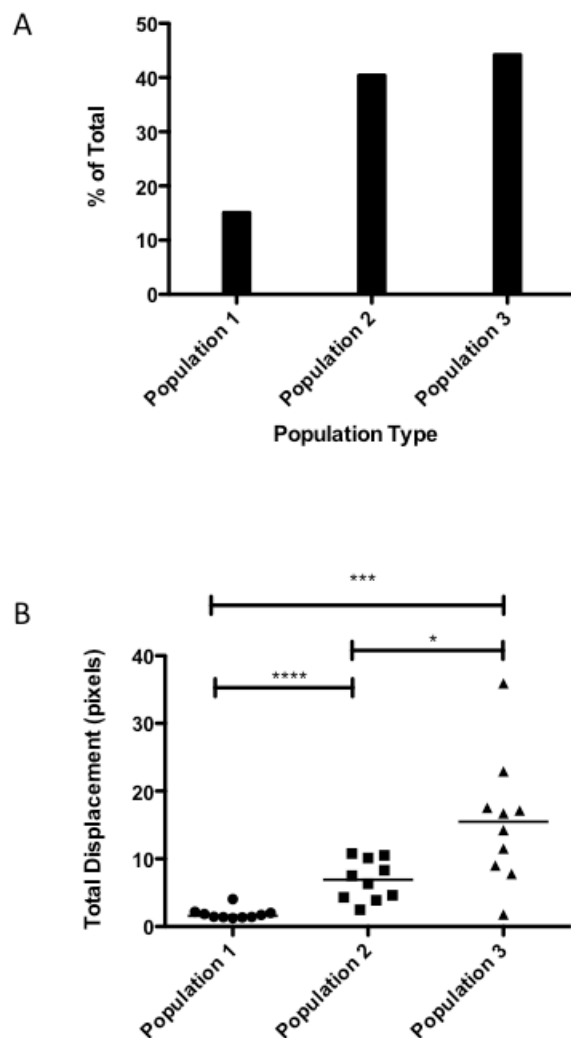 A
% of Total
50
40
30
20
10
0
Population 1
Population 2
Population 3
Population Type
B
Total Displacement (pixels)
***
*
****
40
30
20
10
0
Population 1
Population 2
Population 3